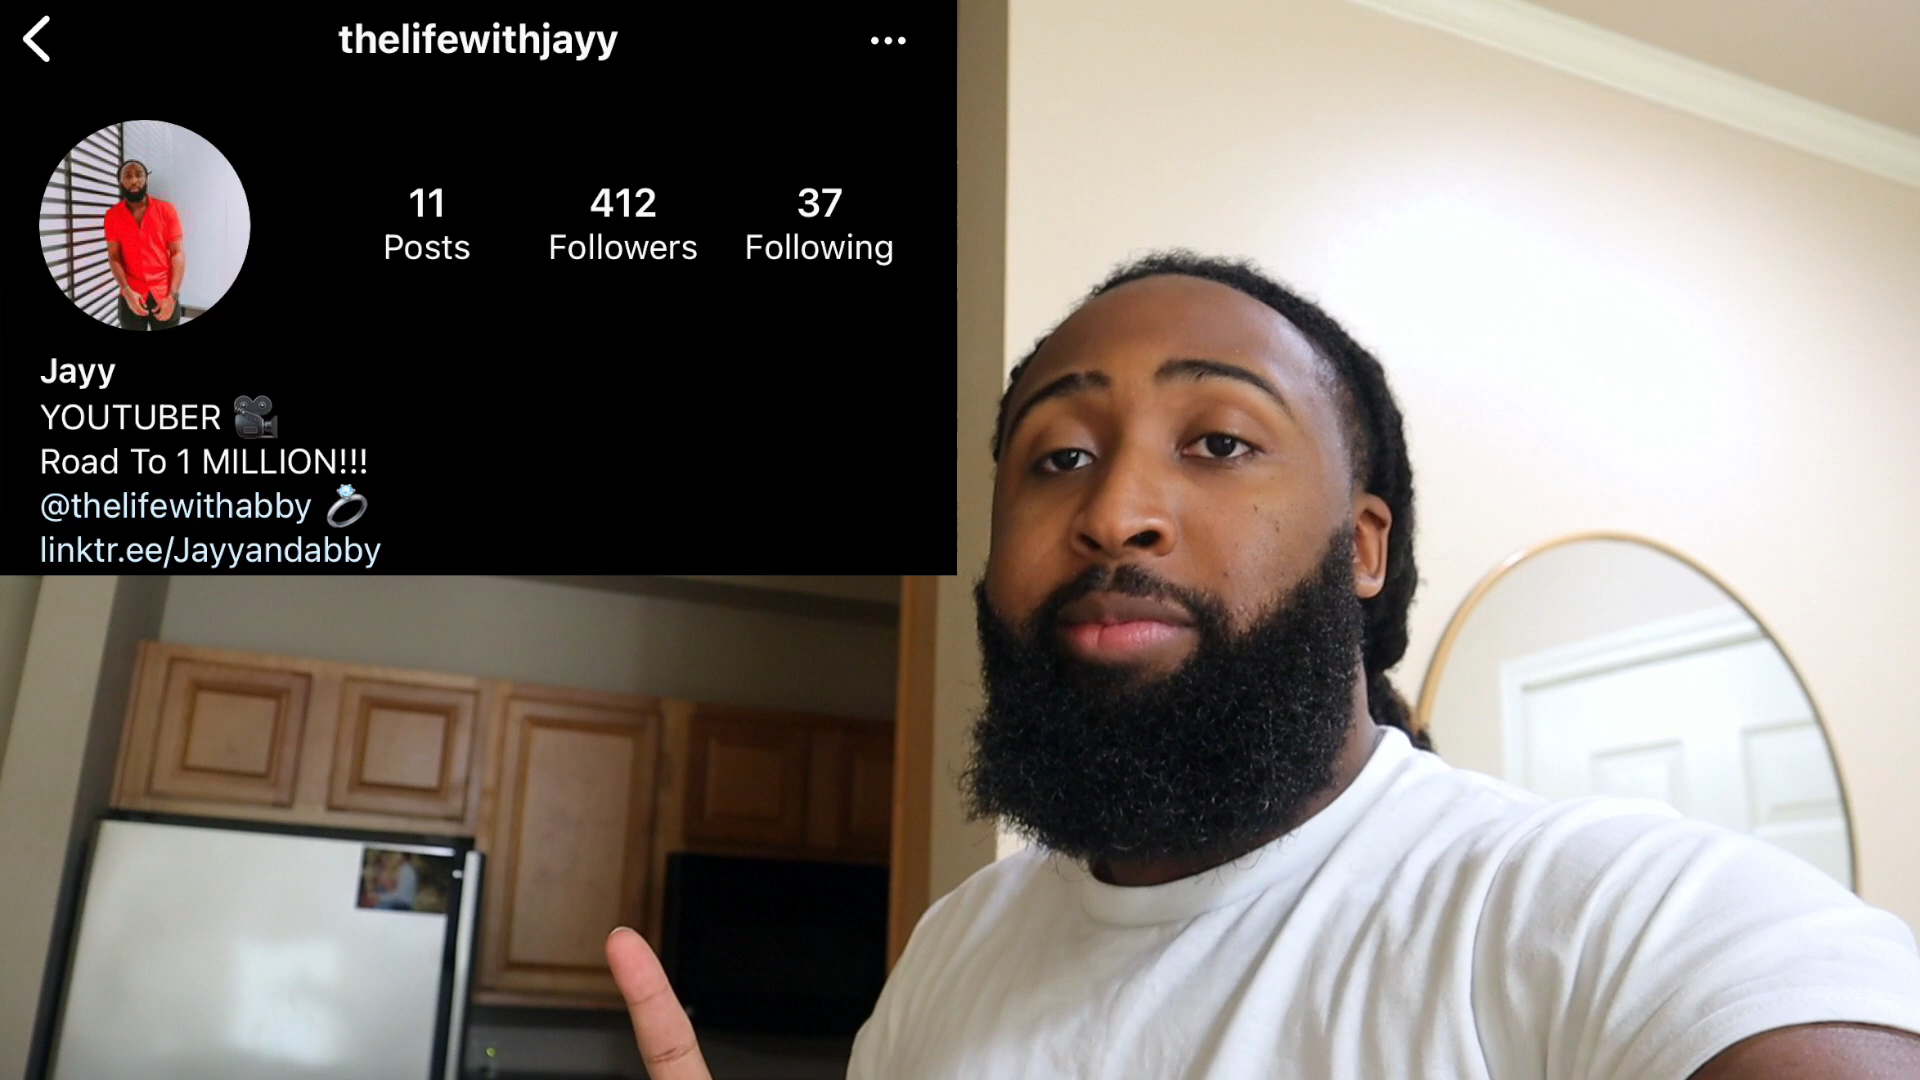 thelifewithjayy
11 412 37
Posts Followers Following
Jayy
YOUTUBER 🎥
Road To 1 MILLION!!!
@thelifewithabby 💍
linktr.ee/Jayyandabby